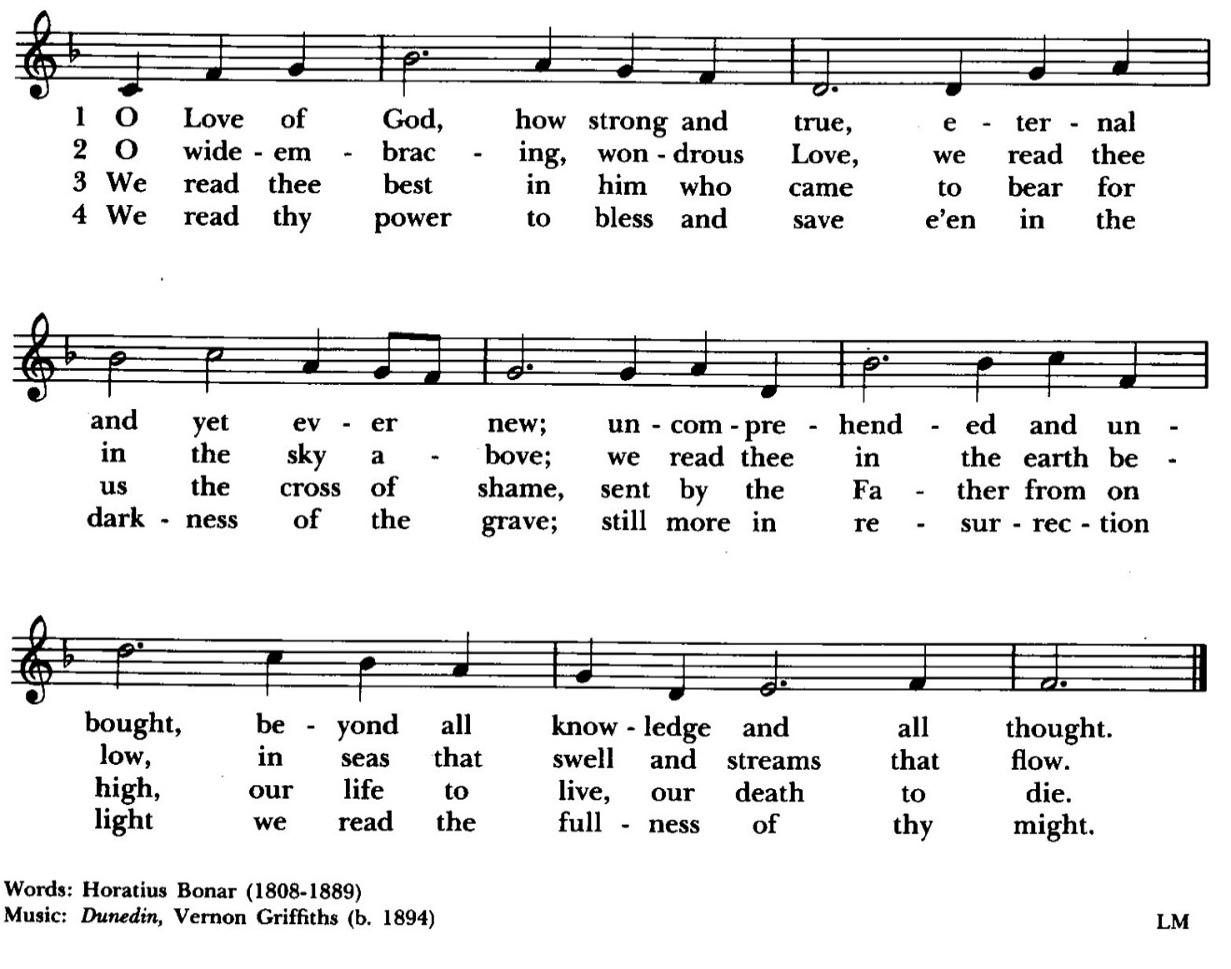 1 O Love of God, how strong and true, e - ter - nal
2 O wide - em - brac - ing, won - drous Love, we read thee
3 We read thee best in him who came to bear for
4 We read thy power to bless and save e'en in the
and yet ev - er new; un - com - pre - hend - ed and un -
in the sky a - bove; we read thee in the earth be -
us the cross of shame, sent by the Fa - ther from on
dark - ness of the grave; still more in re - sur - rec - tion
bought, be - yond all know - ledge and all thought.
low, in seas that swell and streams that flow.
high, our life to live, our death to die.
light we read the full - ness of thy might.
Words: Horatius Bonar (1808-1889)
Music: Dunedin, Vernon Griffiths (b. 1894)
LM